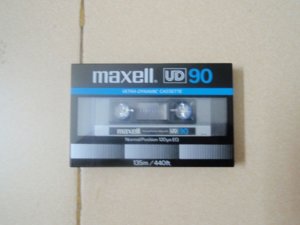 maxell. UD 90
ULTRA-DYNAMIC CASSETTE
maxell UD 90
Normal Position 120μs EQ
135m/440ft